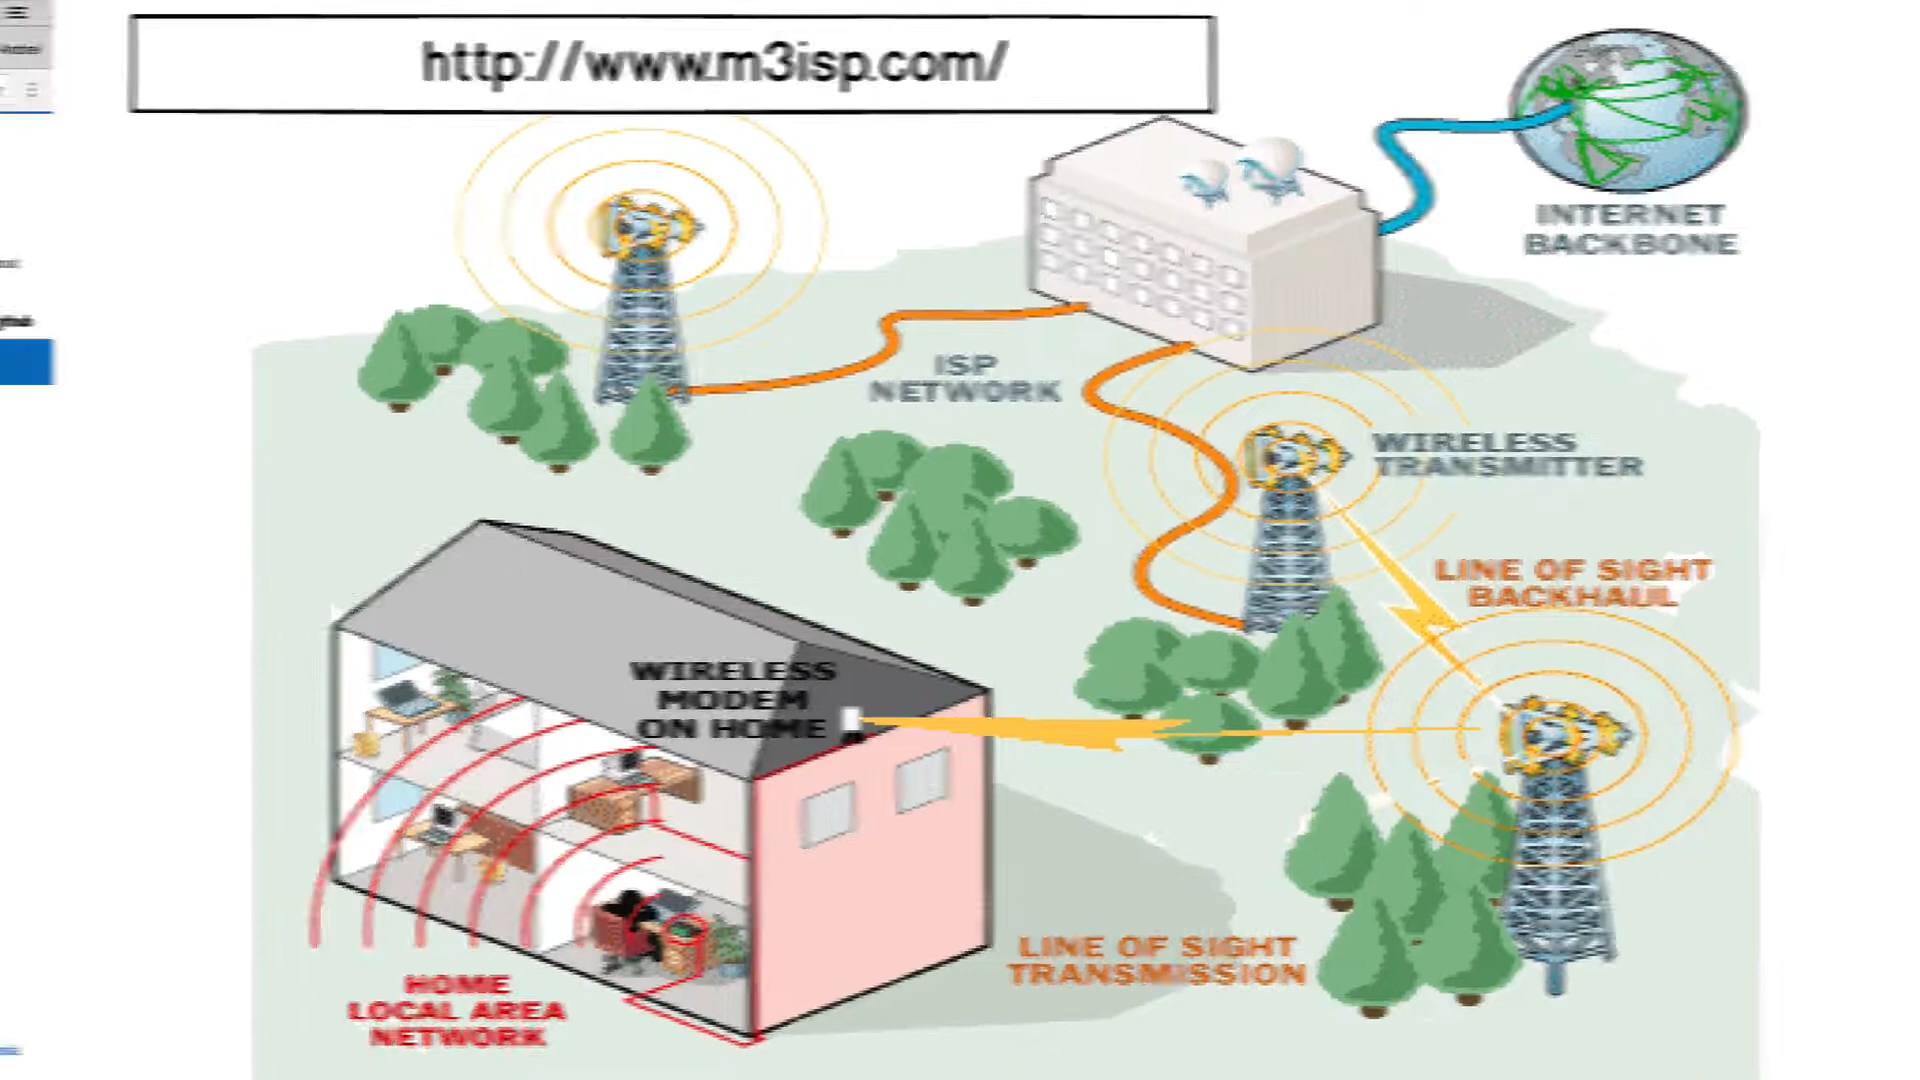 http://www.m3isp.com/
INTERNET
BACKBONE
ISP
NETWORK
WIRELESS
TRANSMITTER
LINE OF SIGHT
BACKHAUL
WIRELESS
MODEM
ON HOME
LINE OF SIGHT
TRANSMISSION
HOME
LOCAL AREA
NETWORK